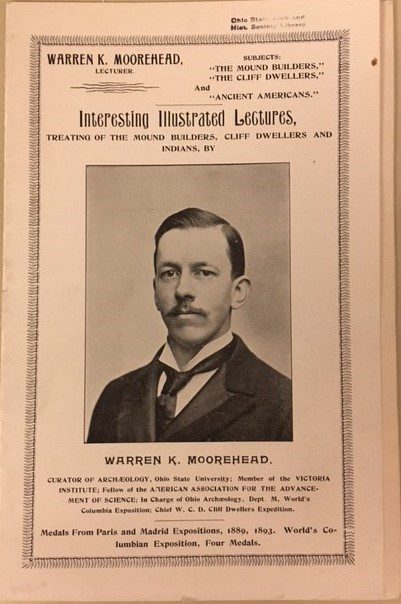 Ohio State Arch and
Hist. Society Library
WARREN K. MOOREHEAD,
LECTURER.
SUBJECTS:
"THE MOUND BUILDERS,"
"THE CLIFF DWELLERS,"
And
"ANCIENT AMERICANS."
Interesting Illustrated Lectures,
TREATING OF THE MOUND BUILDERS, CLIFF DWELLERS AND
INDIANS, BY
WARREN K. MOOREHEAD,
CURATOR OF ARCHÆOLOGY, Ohio State University; Member of the VICTORIA
INSTITUTE; Fellow of the AMERICAN ASSOCIATION FOR THE ADVANCE-
MENT OF SCIENCE; In Charge of Ohio Archæology, Dept. M. World's
Columbia Exposition; Chief W. C. D. Cliff Dwellers Expedition.
Medals From Paris and Madrid Expositions, 1889, 1893. World's Co-
lumbian Exposition, Four Medals.